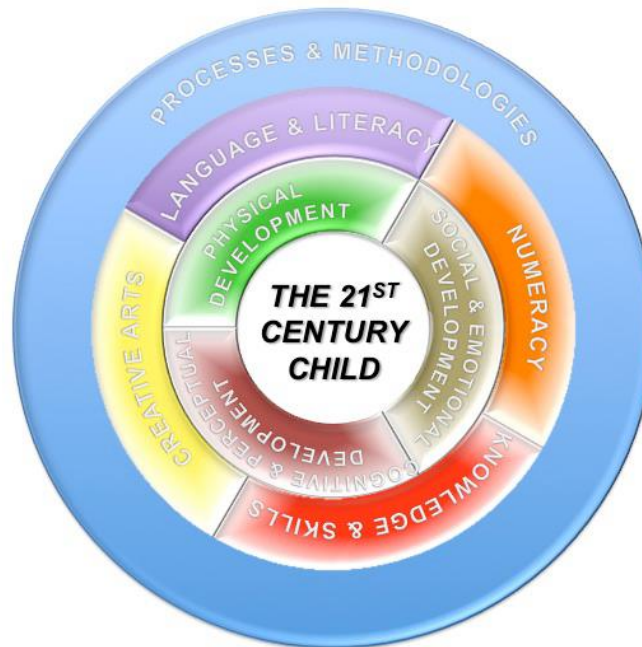 PROCESSES & METHODOLOGIES
LANGUAGE & LITERACY
NUMERACY
KNOWLEDGE & SKILLS
CREATIVE ARTS
PHYSICAL
DEVELOPMENT
SOCIAL & EMOTIONAL
DEVELOPMENT
COGNITIVE & PERCEPTUAL
DEVELOPMENT
THE 21ST
CENTURY
CHILD